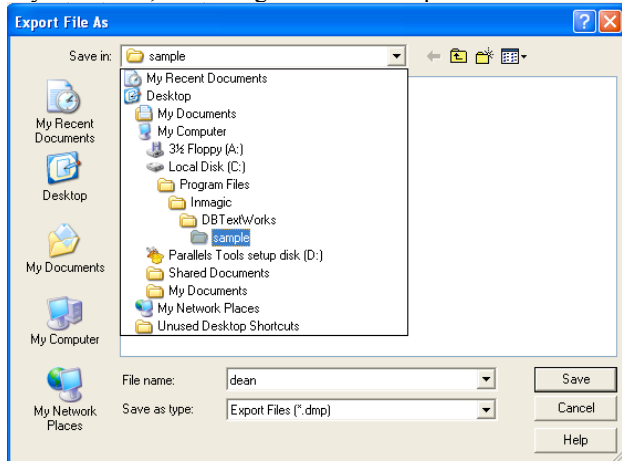 Export File As
Save in:
sample
My Recent Documents
Desktop
My Documents
My Computer
3½ Floppy (A:)
Local Disk (C:)
Program Files
Inmagic
DBTextWorks
sample
Parallels Tools setup disk (D:)
Shared Documents
My Documents
My Network Places
Unused Desktop Shortcuts
My Recent
Documents
Desktop
My Documents
My Computer
My Network
Places
File name:
dean
Save
Save as type:
Export Files (*.dmp)
Cancel
Help